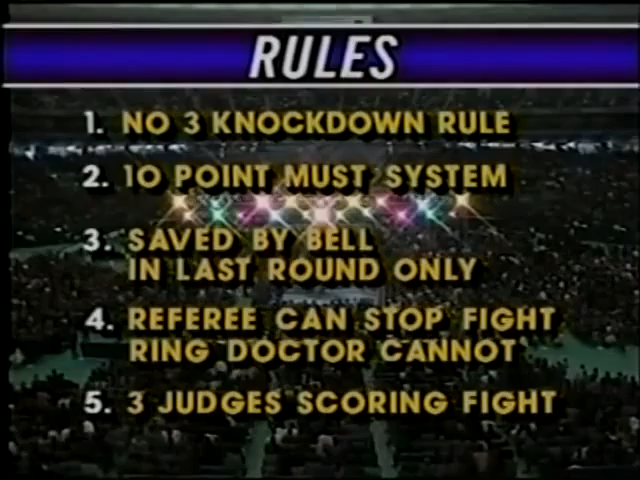 RULES
1. NO 3 KNOCKDOWN RULE
2. 10 POINT MUST SYSTEM
3. SAVED BY BELL
IN LAST ROUND ONLY
4. REFEREE CAN STOP FIGHT
RING DOCTOR CANNOT
5. 3 JUDGES SCORING FIGHT